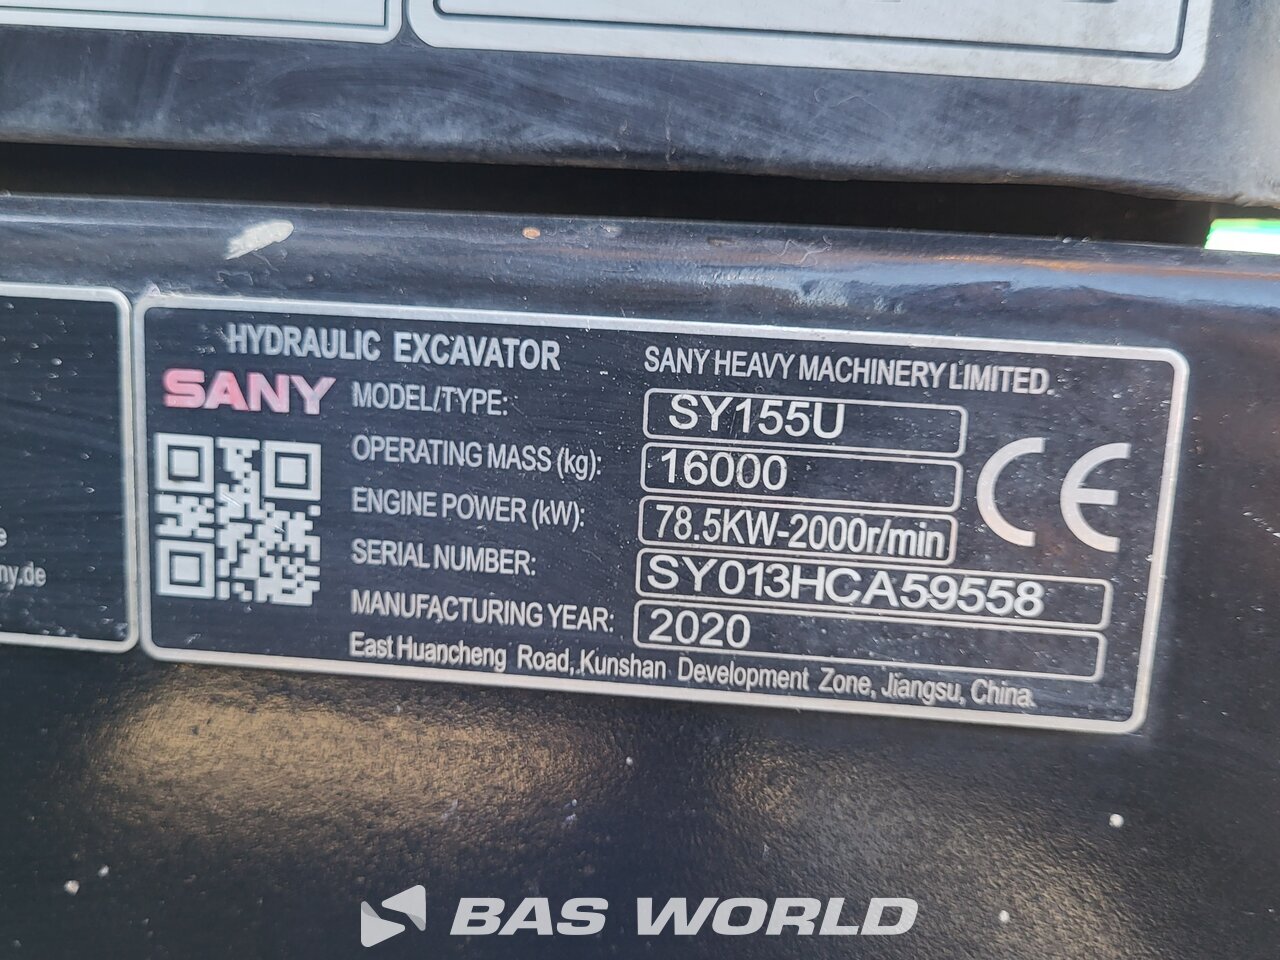 HYDRAULIC EXCAVATOR
SANY HEAVY MACHINERY LIMITED.
SANY
MODEL/TYPE: SY155U
OPERATING MASS (kg): 16000
ENGINE POWER (kW): 78.5KW-2000r/min
SERIAL NUMBER: SY013HCA59558
MANUFACTURING YEAR: 2020
East Huancheng Road, Kunshan Development Zone, Jiangsu, China.
CE
ny.de
BAS WORLD